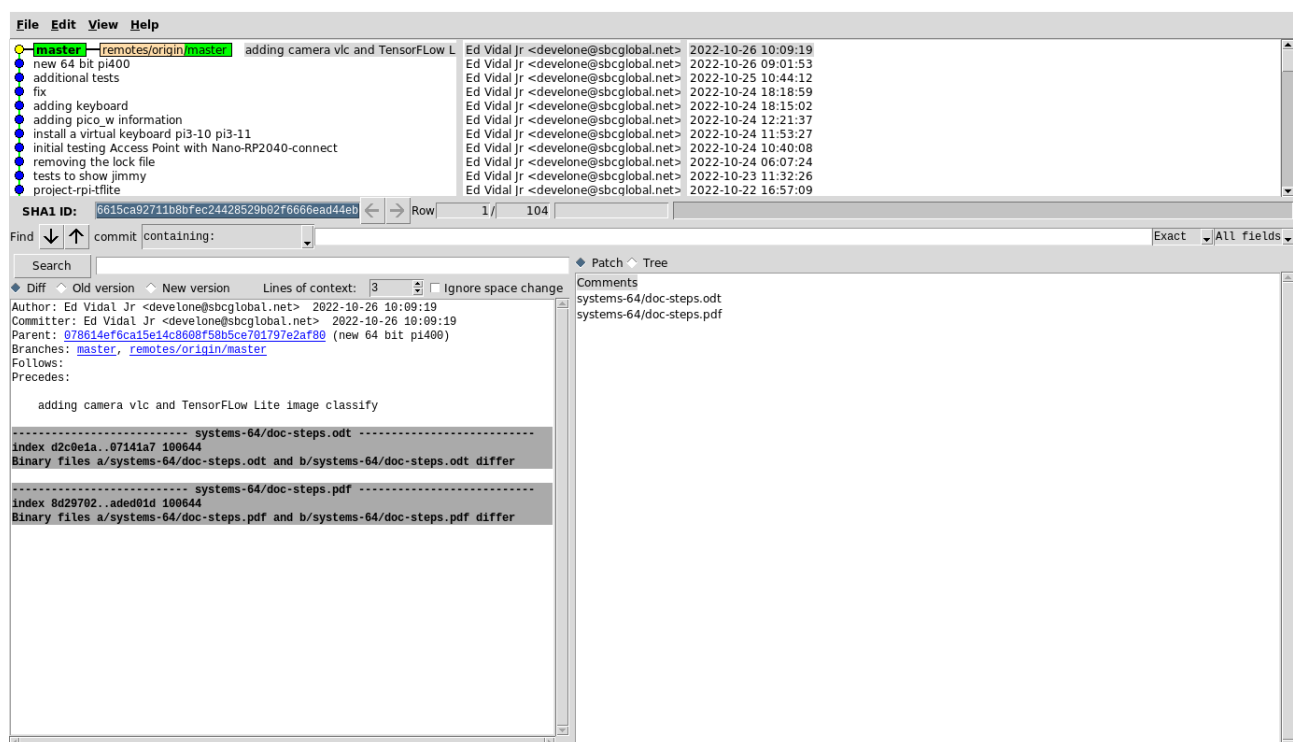 File Edit View Help
master remotes/origin/master adding camera vlc and TensorFLow L Ed Vidal Jr <develone@sbcglobal.net> 2022-10-26 10:09:19
new 64 bit pi400 Ed Vidal Jr <develone@sbcglobal.net> 2022-10-26 09:01:53
additional tests Ed Vidal Jr <develone@sbcglobal.net> 2022-10-25 10:44:12
fix Ed Vidal Jr <develone@sbcglobal.net> 2022-10-24 18:18:59
adding keyboard Ed Vidal Jr <develone@sbcglobal.net> 2022-10-24 18:15:02
adding pico_w information Ed Vidal Jr <develone@sbcglobal.net> 2022-10-24 12:21:37
install a virtual keyboard pi3-10 pi3-11 Ed Vidal Jr <develone@sbcglobal.net> 2022-10-24 11:53:27
initial testing Access Point with Nano-RP2040-connect Ed Vidal Jr <develone@sbcglobal.net> 2022-10-24 10:40:08
removing the lock file Ed Vidal Jr <develone@sbcglobal.net> 2022-10-24 06:07:24
tests to show jimmy Ed Vidal Jr <develone@sbcglobal.net> 2022-10-23 11:32:26
project-rpi-tflite Ed Vidal Jr <develone@sbcglobal.net> 2022-10-22 16:57:09
SHA1 ID: 6615ca92711b8bfec24428529b02f6666ead44eb Row 1/ 104
Find commit containing: Exact All fields
Search
Patch Tree
Diff Old version New version Lines of context: 3 Ignore space change
Comments
systems-64/doc-steps.odt
systems-64/doc-steps.pdf
Author: Ed Vidal Jr <develone@sbcglobal.net> 2022-10-26 10:09:19
Committer: Ed Vidal Jr <develone@sbcglobal.net> 2022-10-26 10:09:19
Parent: 078614ef6ca15e14c8608f58b5ce701797e2af80 (new 64 bit pi400)
Branches: master, remotes/origin/master
Follows:
Precedes:
adding camera vlc and TensorFLow Lite image classify
--------------------------- systems-64/doc-steps.odt ---------------------------
index d2c0e1a..07141a7 100644
Binary files a/systems-64/doc-steps.odt and b/systems-64/doc-steps.odt differ
--------------------------- systems-64/doc-steps.pdf ---------------------------
index 8d29702..aded01d 100644
Binary files a/systems-64/doc-steps.pdf and b/systems-64/doc-steps.pdf differ